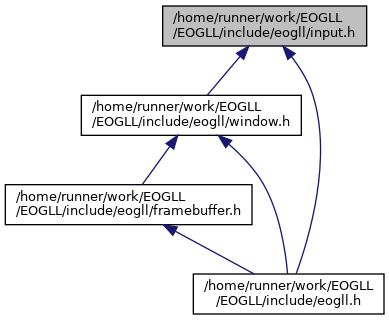 /home/runner/work/EOGLL
/EOGLL/include/eogll/input.h
/home/runner/work/EOGLL
/EOGLL/include/eogll/window.h
/home/runner/work/EOGLL
/EOGLL/include/eogll/framebuffer.h
/home/runner/work/EOGLL
/EOGLL/include/eogll.h